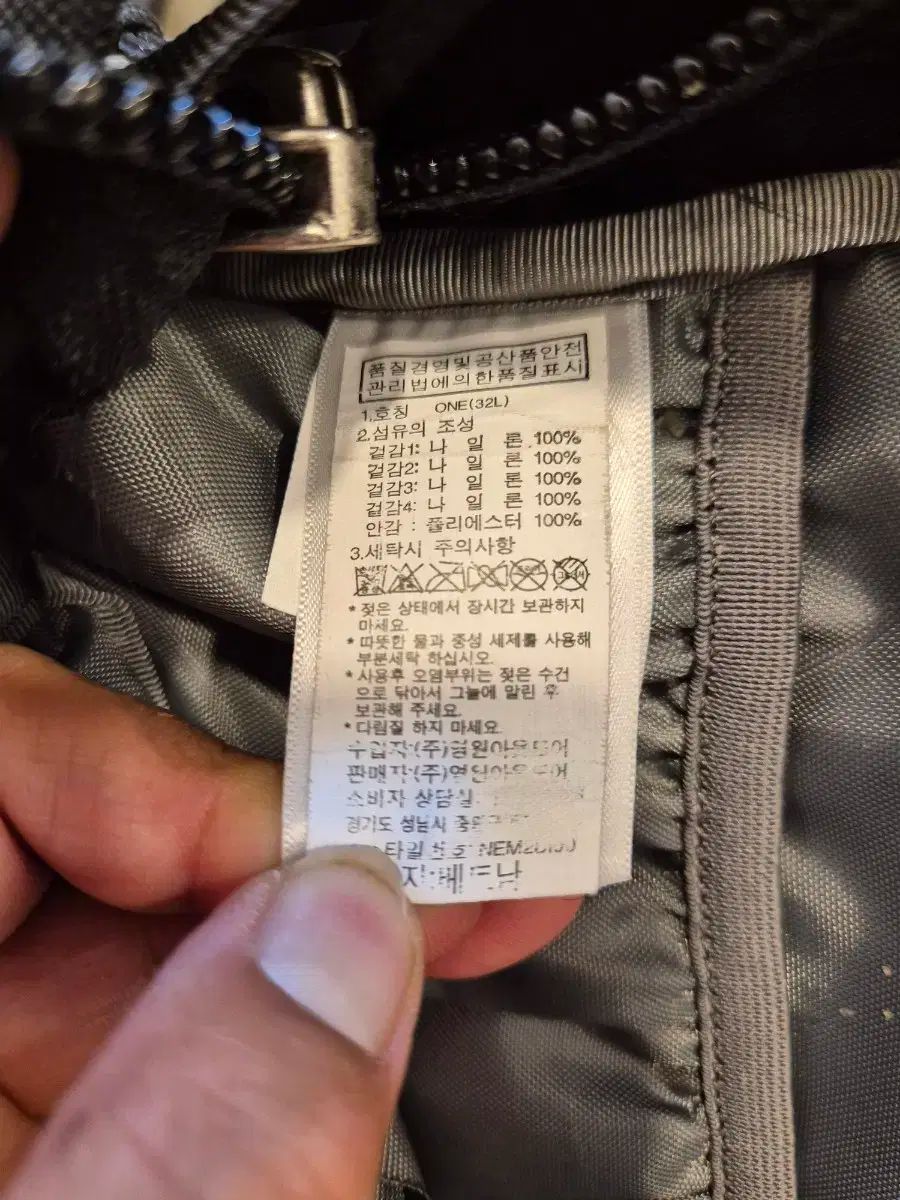 품질경영및공산품안전
관리법에의한품질표시
1.호칭 ONE(32L)
2.섬유의 조성
겉감1: 나 일 론 100%
겉감2: 나 일 론 100%
겉감3: 나 일 론 100%
겉감4: 나 일 론 100%
안감 : 폴리에스터 100%
3.세탁시 주의사항
* 젖은 상태에서 장시간 보관하지
마세요.
* 따뜻한 물과 중성 세제를 사용해
부분세탁 하십시오.
* 사용후 오염부위는 젖은 수건
으로 닦아서 그늘에 말린 후
보관해 주세요.
* 다림질 하지 마세요.
수입자:(주)영원아웃도어
판매자:(주)영원아웃도어
소비자 상담실:
경기도 성남시